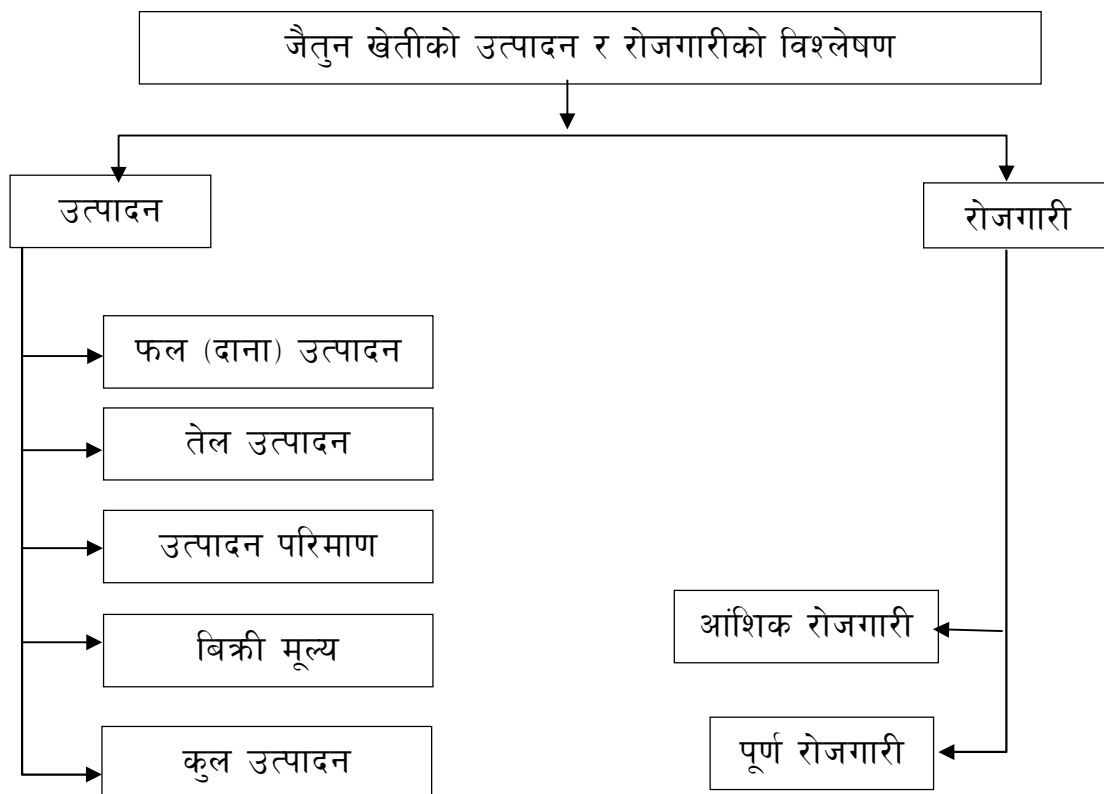 जैतुन खेतीको उत्पादन र रोजगारीको विश्लेषण
उत्पादन
रोजगारी
फल (दाना) उत्पादन
तेल उत्पादन
उत्पादन परिमाण
बिक्री मूल्य
कुल उत्पादन
आंशिक रोजगारी
पूर्ण रोजगारी